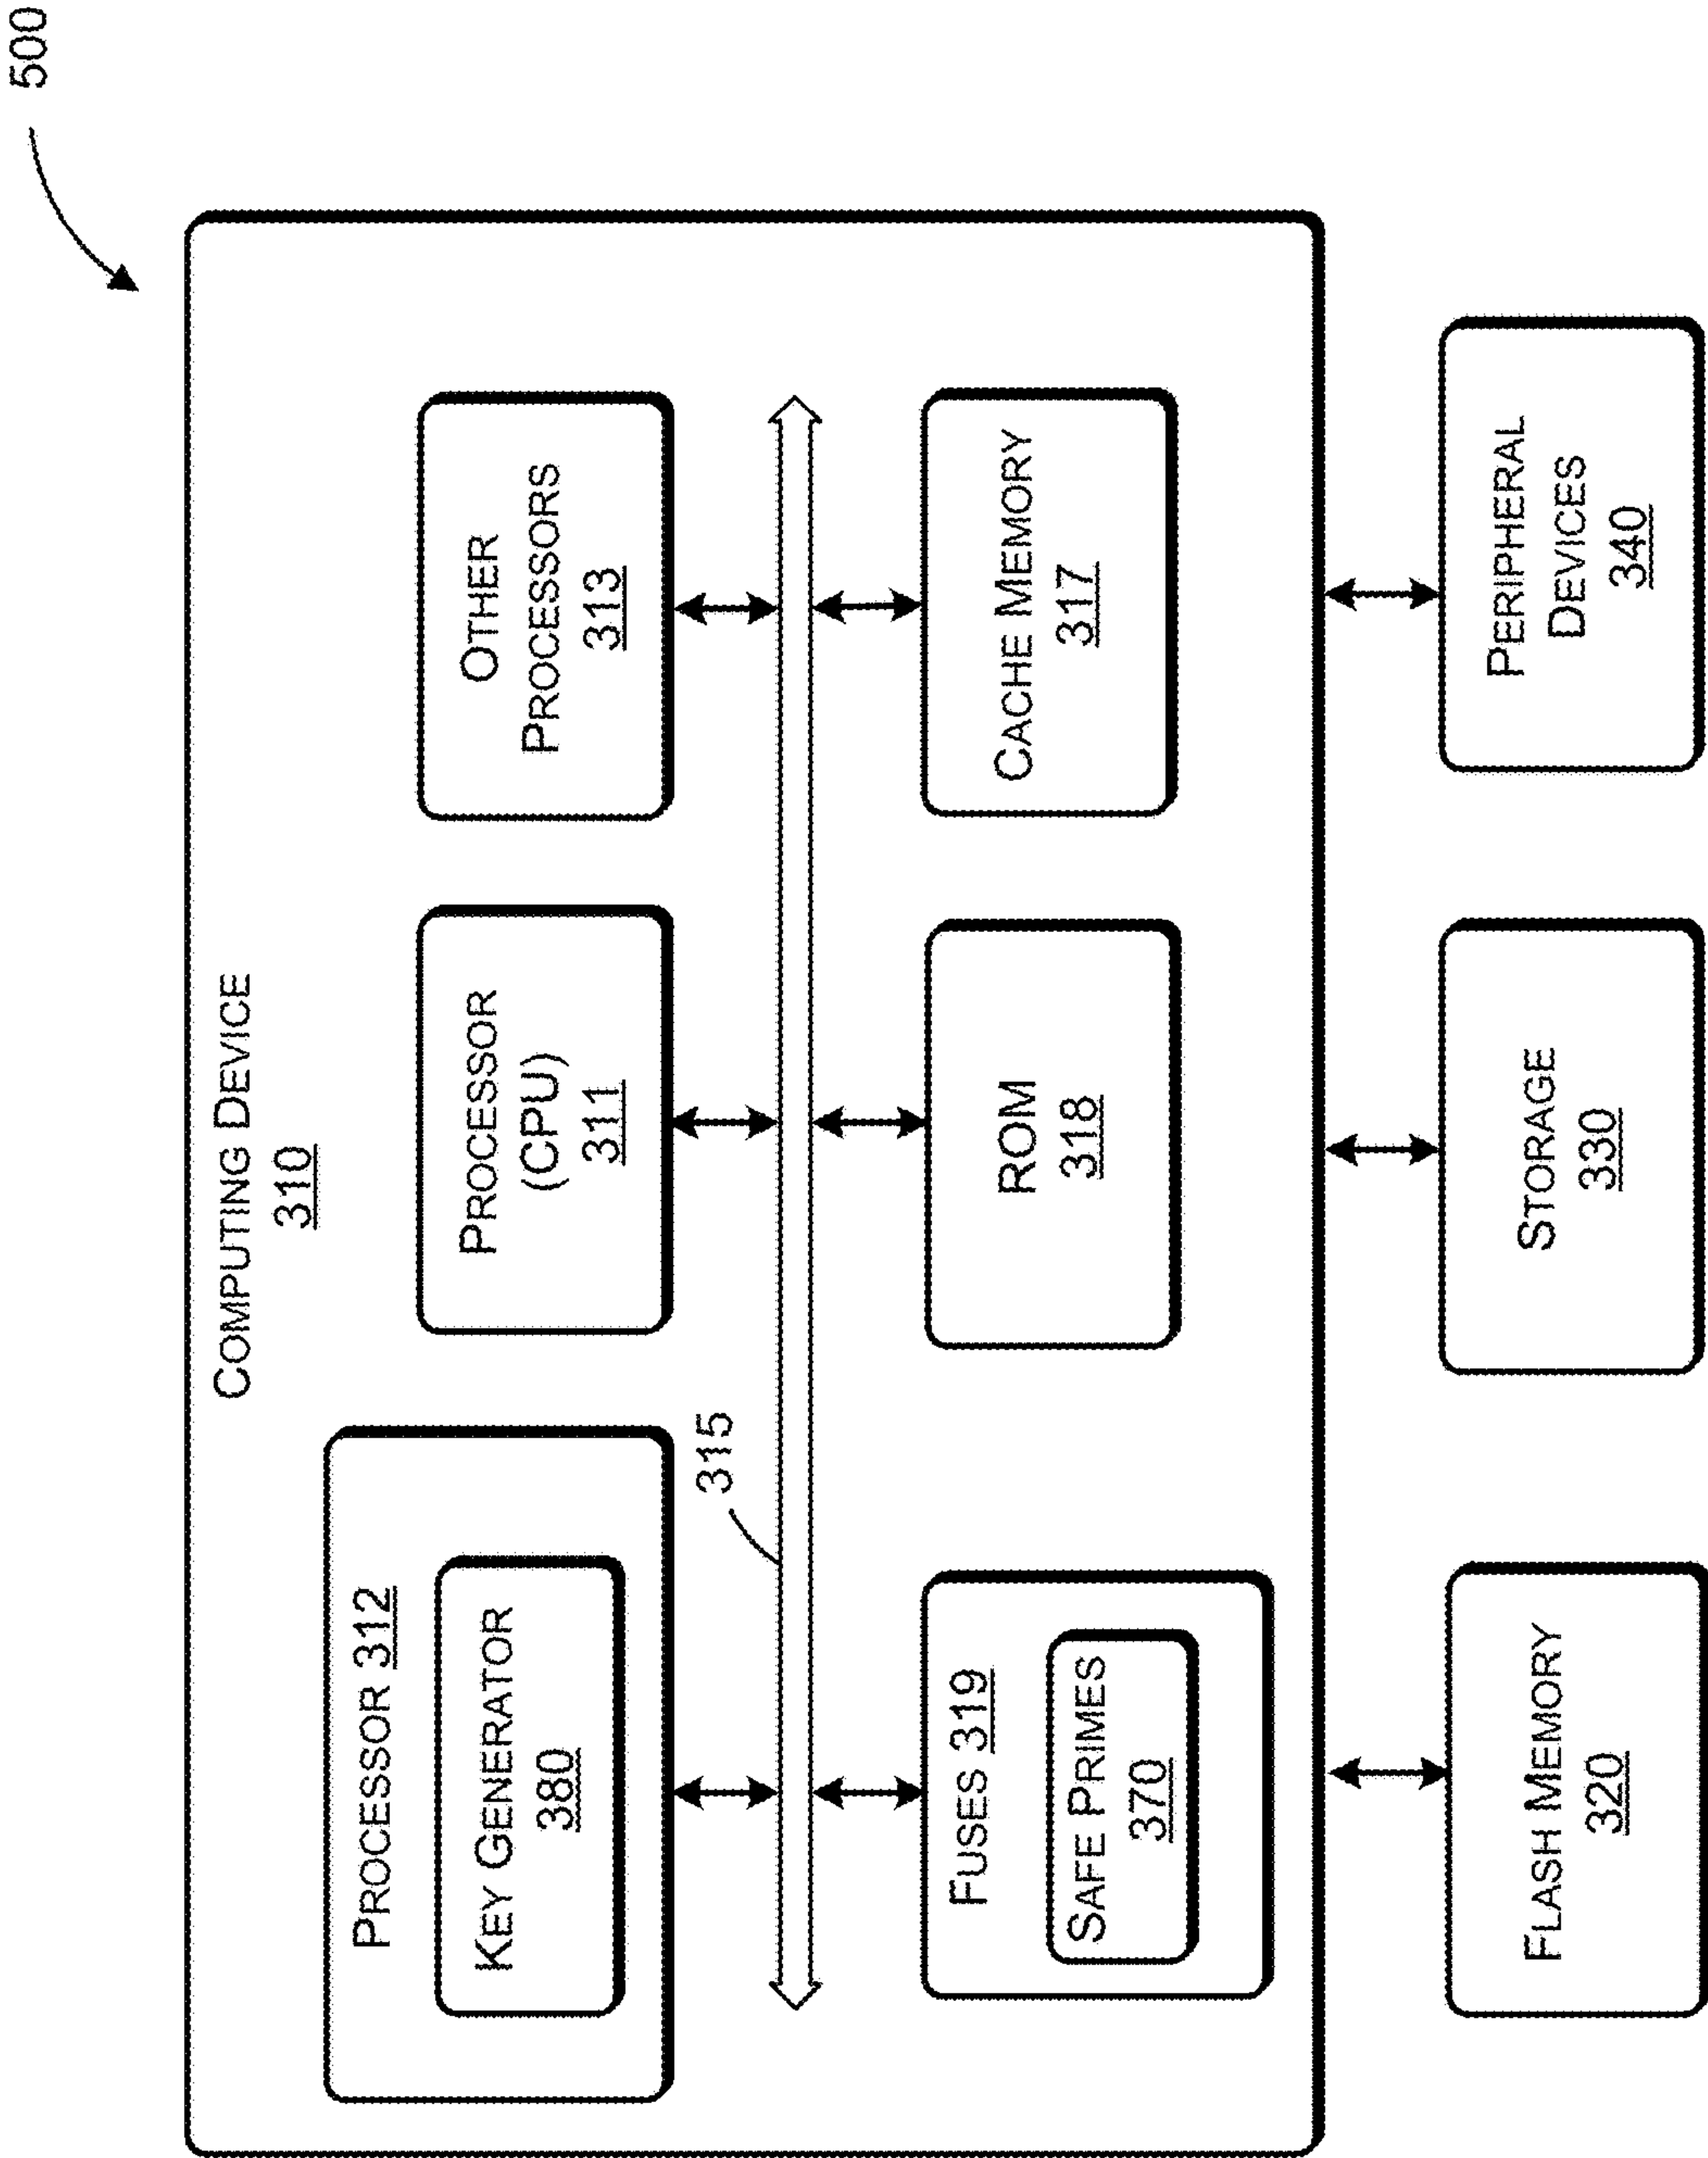 500
COMPUTING DEVICE
310
PROCESSOR 312
KEY GENERATOR
380
PROCESSOR
(CPU)
311
OTHER
PROCESSORS
313
315
FUSES 319
SAFE PRIMES
370
ROM
318
CACHE MEMORY
317
FLASH MEMORY
320
STORAGE
330
PERIPHERAL
DEVICES
340